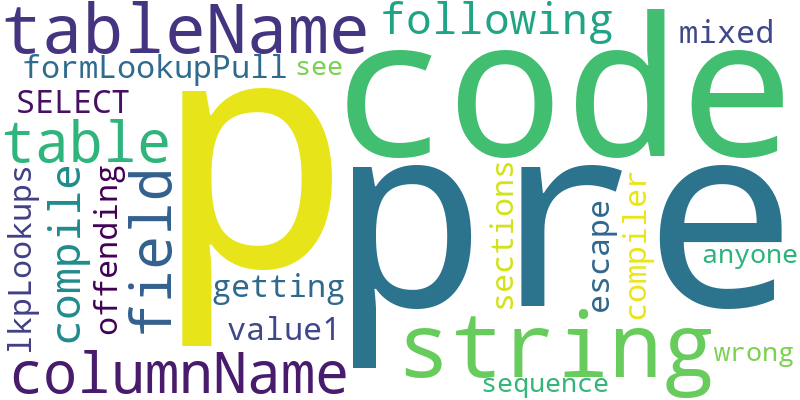 tableName
following
mixed
formLookupPull
see
code
SELECT
p
table
pre
lkpLookups
compile
offending
field
sections
escape
compiler
anyone
getting
value1
string
wrong
columnName
sequence